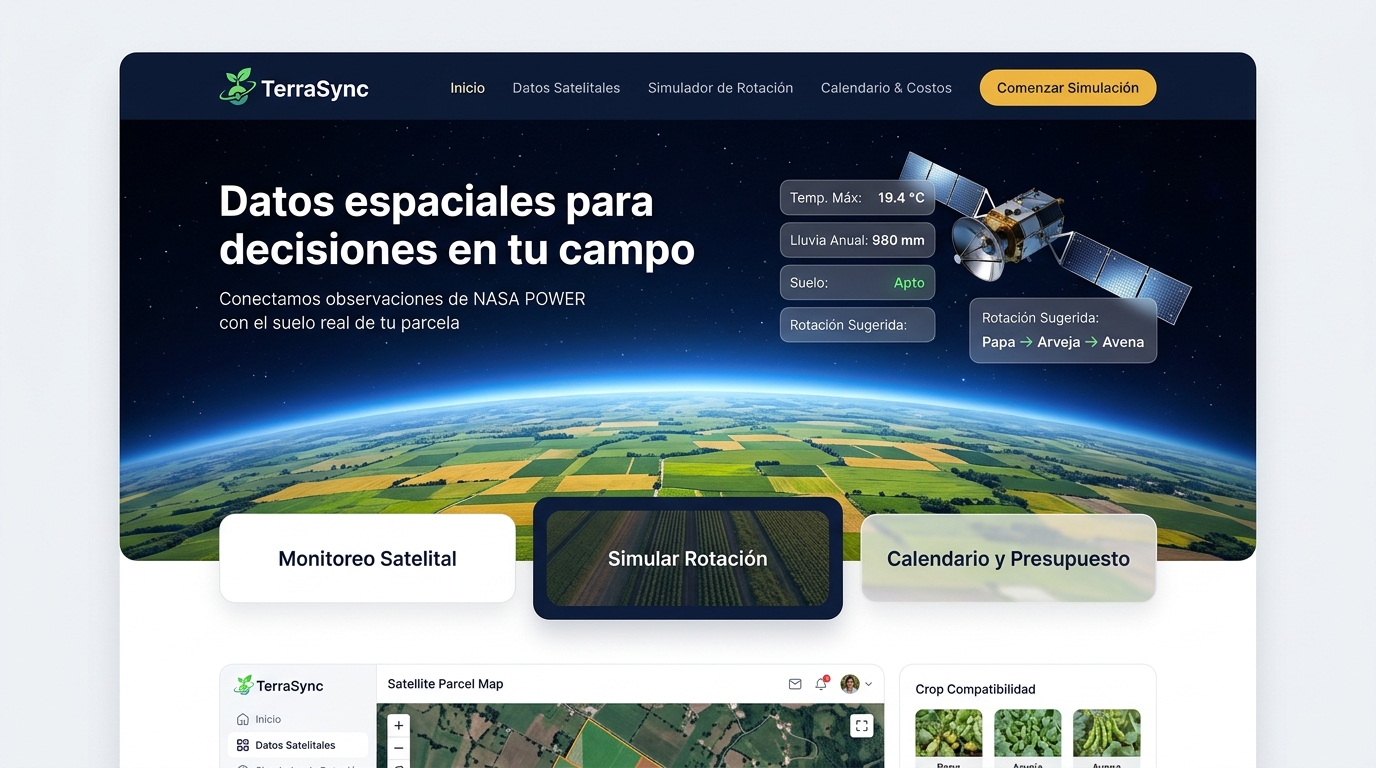 TerraSync
Inicio
Datos Satelitales
Simulador de Rotación
Calendario & Costos
Comenzar Simulación
Datos espaciales para
decisiones en tu campo
Conectamos observaciones de NASA POWER
con el suelo real de tu parcela
Temp. Máx: 19.4 °C
Lluvia Anual: 980 mm
Suelo: Apto
Rotación Sugerida:
Rotación Sugerida:
Papa → Arveja → Avena
Monitoreo Satelital
Simular Rotación
Calendario y Presupuesto
TerraSync
Inicio
Datos Satelitales
Satellite Parcel Map
+
−
Crop Compatibilidad